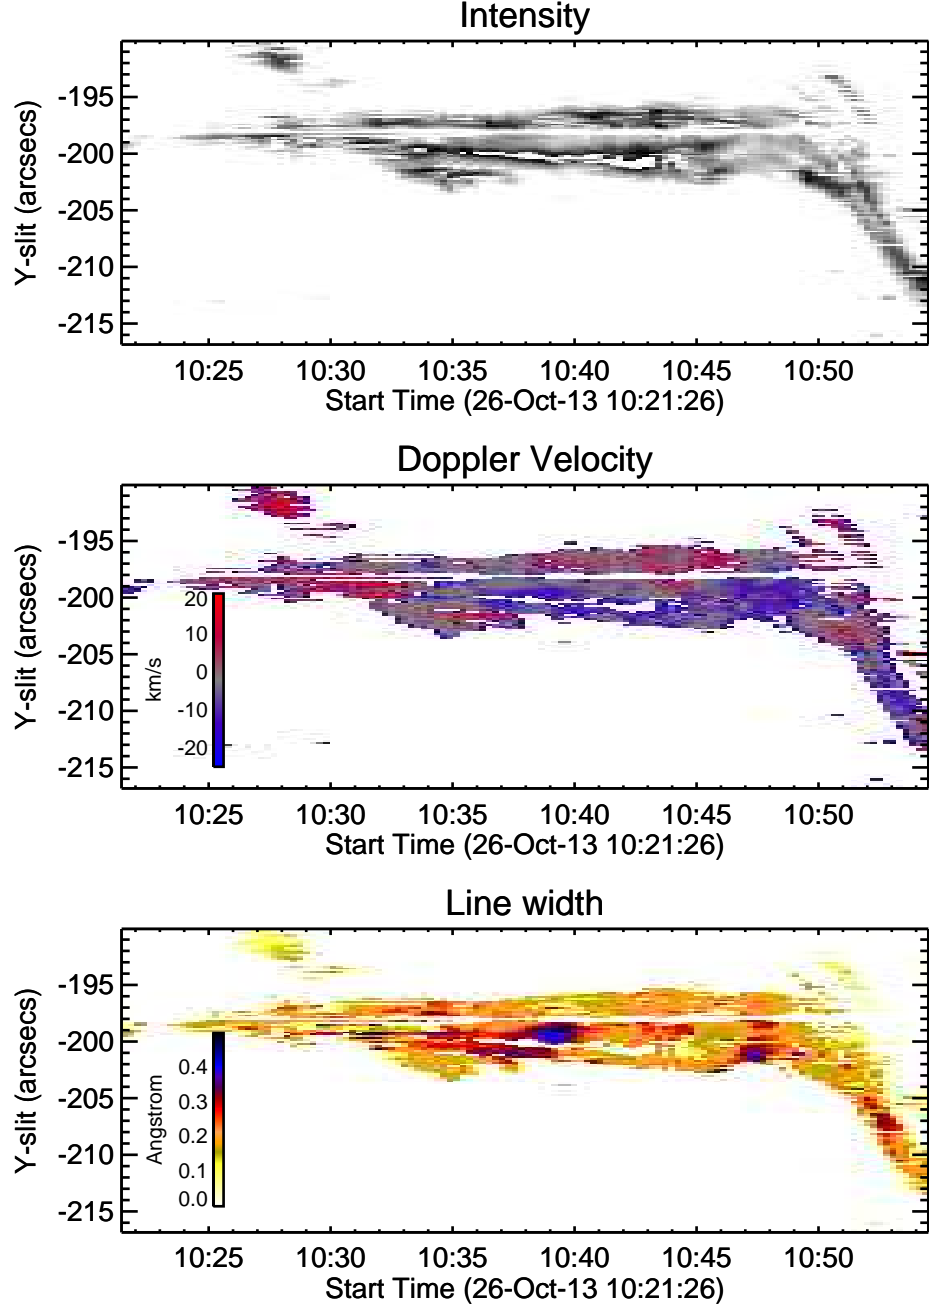 Intensity
Y-slit (arcsecs)
-195
-200
-205
-210
-215
10:25 10:30 10:35 10:40 10:45 10:50
Start Time (26-Oct-13 10:21:26)
Doppler Velocity
Y-slit (arcsecs)
-195
-200
-205
-210
-215
km/s
20
10
0
-10
-20
10:25 10:30 10:35 10:40 10:45 10:50
Start Time (26-Oct-13 10:21:26)
Line width
Y-slit (arcsecs)
-195
-200
-205
-210
-215
Angstrom
0.4
0.3
0.2
0.1
0.0
10:25 10:30 10:35 10:40 10:45 10:50
Start Time (26-Oct-13 10:21:26)